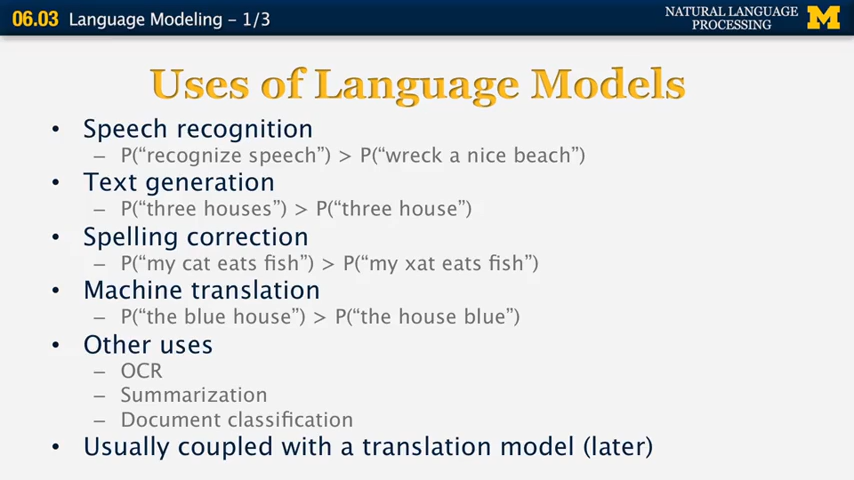 06.03 Language Modeling – 1/3
NATURAL LANGUAGE
PROCESSING
M
Uses of Language Models
• Speech recognition
– P(“recognize speech”) > P(“wreck a nice beach”)
• Text generation
– P(“three houses”) > P(“three house”)
• Spelling correction
– P(“my cat eats fish”) > P(“my xat eats fish”)
• Machine translation
– P(“the blue house”) > P(“the house blue”)
• Other uses
– OCR
– Summarization
– Document classification
• Usually coupled with a translation model (later)